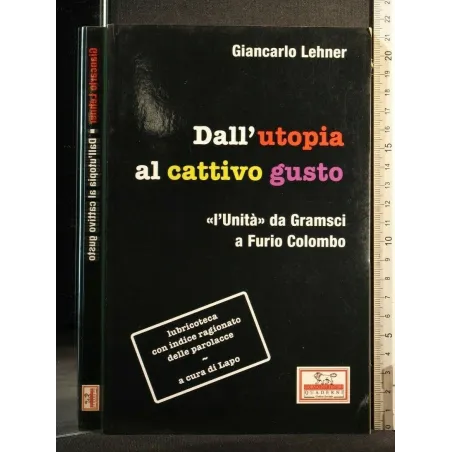 Giancarlo Lehner
Dall'utopia
al cattivo gusto
«l'Unità» da Gramsci
a Furio Colombo
lubricoteca
con indice ragionato
delle parolacce
~
a cura di Lapo
QUADERNI
Giancarlo Lehner ■ Dall'utopia al cattivo gusto